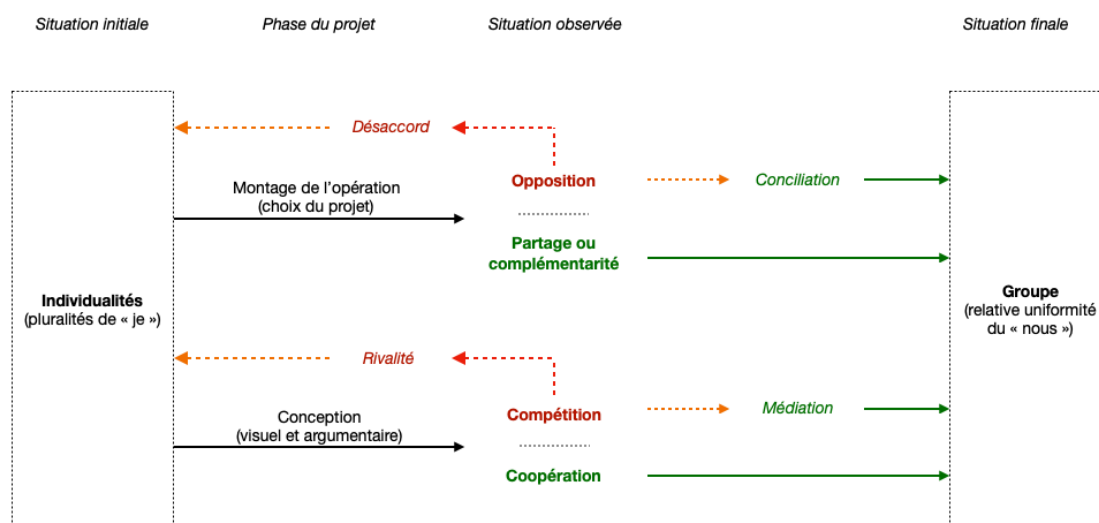 Situation initiale
Phase du projet
Situation observée
Situation finale
Désaccord
Opposition
Conciliation
Montage de l’opération
(choix du projet)
Partage ou
complémentarité
Individualités
(pluralités de « je »)
Groupe
(relative uniformité
du « nous »)
Rivalité
Compétition
Médiation
Conception
(visuel et argumentaire)
Coopération